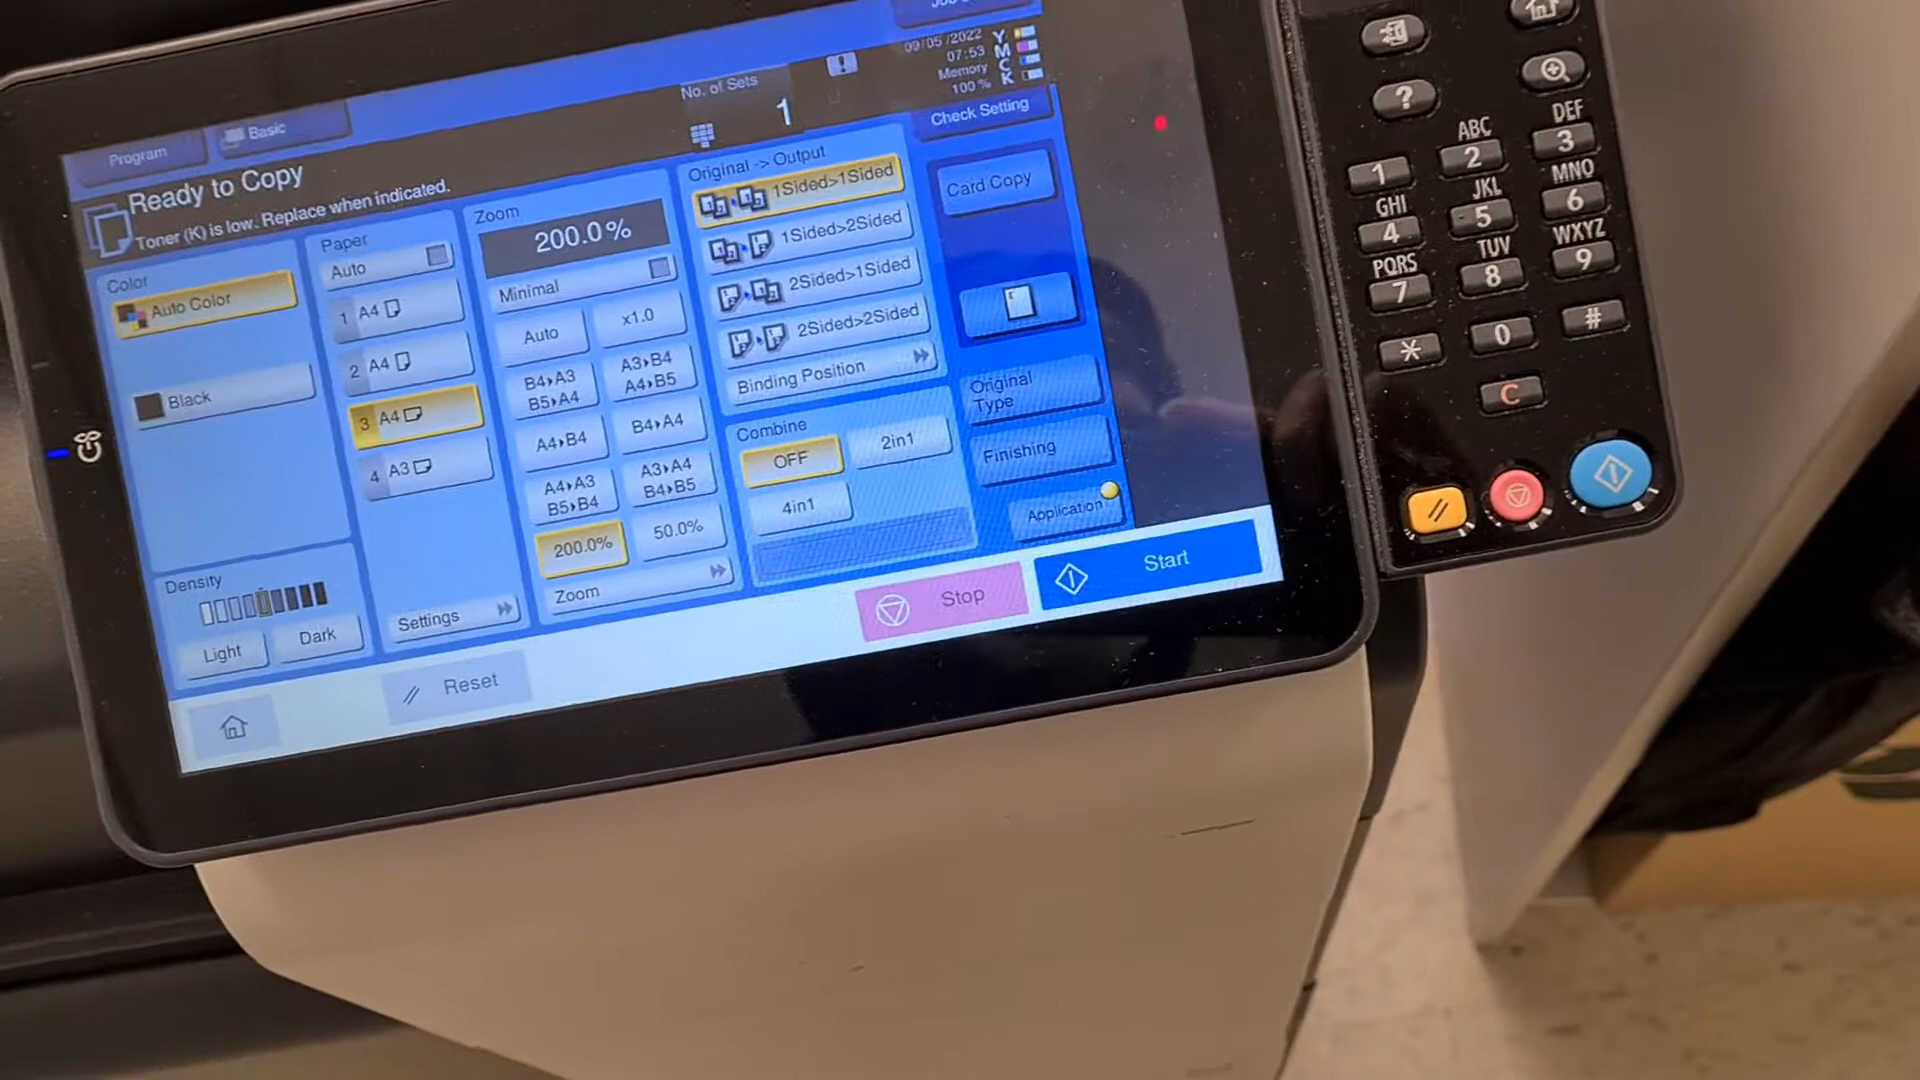 Program
Basic
No. of Sets
1
09/05/2022
07:53
Memory
100 %
Y
M
C
K
Ready to Copy
Toner (K) is low. Replace when indicated.
Check Setting
Color
Auto Color
Black
Density
Light
Dark
Paper
Auto
1 A4
2 A4
3 A4
4 A3
Settings
Zoom
200.0%
Minimal
Auto
x1.0
B4▸A3
B5▸A4
A3▸B4
A4▸B5
A4▸B4
B4▸A4
A4▸A3
B5▸B4
A3▸A4
B4▸B5
200.0%
50.0%
Zoom
Original -> Output
1Sided>1Sided
1Sided>2Sided
2Sided>1Sided
2Sided>2Sided
Binding Position
Combine
OFF
2in1
4in1
Card Copy
Original
Type
Finishing
Application
Reset
Stop
Start
?
ABC
DEF
1
2
3
GHI
JKL
MNO
4
5
6
PQRS
TUV
WXYZ
7
8
9
*
0
#
C